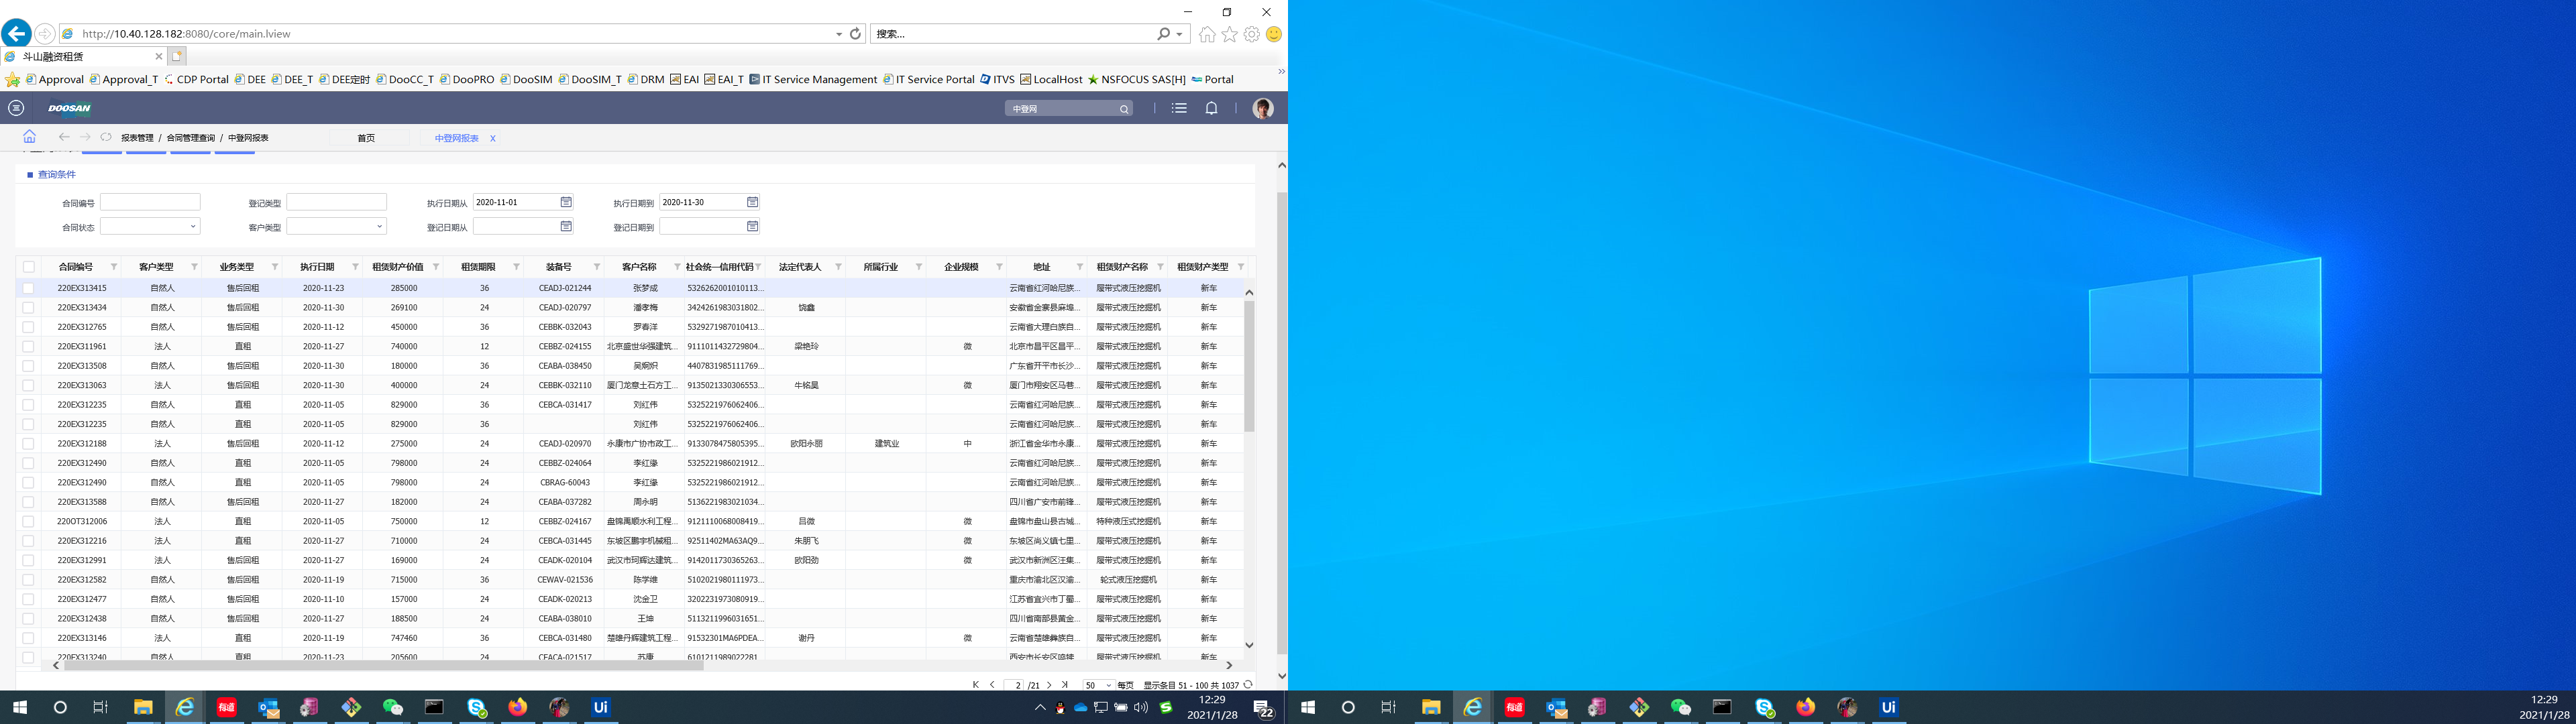 http://10.40.128.182:8080/core/main.lview
搜索...
斗山融资租赁
Approval Approval_T CDP Portal DEE DEE_T DEE定时 DooCC_T DooPRO DooSIM DooSIM_T DRM EAI EAI_T IT Service Management IT Service Portal ITVS LocalHost NSFOCUS SAS[H] Portal
DOOSAN 中登网
报表管理 / 合同管理查询 / 中登网报表 首页 中登网报表 X
查询条件
合同编号 登记类型 执行日期从 2020-11-01 执行日期到 2020-11-30
合同状态 客户类型 登记日期从 登记日期到
合同编号 客户类型 业务类型 执行日期 租赁财产价值 租赁期限 装备号 客户名称 社会统一信用代码 法定代表人 所属行业 企业规模 地址 租赁财产名称 租赁财产类型
220EX313415 自然人 售后回租 2020-11-23 285000 36 CEADJ-021244 张梦成 5326262001010113... 云南省红河哈尼族... 履带式液压挖掘机 新车
220EX313434 自然人 售后回租 2020-11-30 269100 24 CEADJ-020797 潘孝梅 3424261983031802... 饶鑫 安徽省金寨县麻埠... 履带式液压挖掘机 新车
220EX312765 自然人 售后回租 2020-11-12 450000 36 CEBBK-032043 罗春洋 5329271987010413... 云南省大理白族自... 履带式液压挖掘机 新车
220EX311961 法人 直租 2020-11-27 740000 12 CEBBZ-024155 北京盛世华强建筑... 9111011432729804... 梁艳玲 微 北京市昌平区昌平... 履带式液压挖掘机 新车
220EX313508 自然人 售后回租 2020-11-30 180000 36 CEABA-038450 吴炯炽 4407831985111769... 广东省开平市长沙... 履带式液压挖掘机 新车
220EX313063 法人 售后回租 2020-11-30 400000 24 CEBBK-032110 厦门龙意土石方工... 9135021330306553... 牛铭昊 微 厦门市翔安区马巷... 履带式液压挖掘机 新车
220EX312235 自然人 直租 2020-11-05 829000 36 CEBCA-031417 刘红伟 5325221976062406... 云南省红河哈尼族... 履带式液压挖掘机 新车
220EX312235 自然人 直租 2020-11-05 829000 36 刘红伟 5325221976062406... 云南省红河哈尼族... 履带式液压挖掘机 新车
220EX312188 法人 售后回租 2020-11-12 275000 24 CEADJ-020970 永康市广协市政工... 9133078475805395... 欧阳永丽 建筑业 中 浙江省金华市永康... 履带式液压挖掘机 新车
220EX312490 自然人 直租 2020-11-05 798000 24 CEBBZ-024064 李红缘 5325221986021912... 云南省红河哈尼族... 履带式液压挖掘机 新车
220EX312490 自然人 直租 2020-11-05 798000 24 CBRAG-60043 李红缘 5325221986021912... 云南省红河哈尼族... 履带式液压挖掘机 新车
220EX313588 自然人 售后回租 2020-11-27 182000 24 CEABA-037282 周永明 5136221983021034... 四川省广安市前锋... 履带式液压挖掘机 新车
220OT312006 法人 直租 2020-11-05 750000 12 CEBBZ-024167 盘锦禹顺水利工程... 9121110068008419... 吕微 微 盘锦市盘山县古城... 特种液压式挖掘机 新车
220EX312216 法人 直租 2020-11-27 710000 24 CEBCA-031445 东坡区鹏宇机械租... 92511402MA63AQ9... 朱朋飞 微 东坡区尚义镇七里... 履带式液压挖掘机 新车
220EX312991 法人 售后回租 2020-11-27 169000 24 CEADK-020104 武汉市珂辉达建筑... 9142011730365263... 欧阳劲 微 武汉市新洲区汪集... 履带式液压挖掘机 新车
220EX312582 自然人 售后回租 2020-11-19 715000 36 CEWAV-021536 陈学维 5102021980111973... 重庆市渝北区汉渝... 轮式液压挖掘机 新车
220EX312477 自然人 售后回租 2020-11-10 157000 24 CEADK-020213 沈金卫 3202231973080919... 江苏省宜兴市丁蜀... 履带式液压挖掘机 新车
220EX312438 自然人 售后回租 2020-11-27 188500 24 CEABA-038010 王坤 5113211996031651... 四川省南部县黄金... 履带式液压挖掘机 新车
220EX313146 法人 直租 2020-11-19 747460 36 CEBCA-031480 楚雄丹辉建筑工程... 91532301MA6PDEA... 谢丹 微 云南省楚雄彝族自... 履带式液压挖掘机 新车
220EX313240 自然人 直租 2020-11-23 205600 24 CEACA-021517 苏康 6101211989022281... 西安市长安区鸣犊... 履带式液压挖掘机 新车
2 /21 50 每页 显示条目 51 - 100 共 1037
有道 Ui 12:29 2021/1/28 22
有道 Ui 12:29 2021/1/28